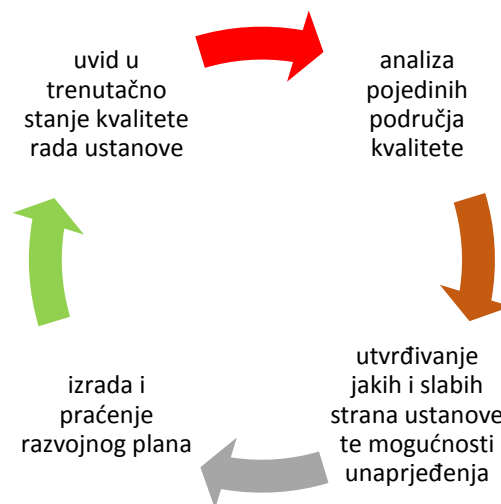 uvid u
trenutačno
stanje kvalitete
rada ustanove
analiza
pojedinih
područja
kvalitete
utvrđivanje
jakih i slabih
strana ustanove
te mogućnosti
unaprjeđenja
izrada i
praćenje
razvojnog plana